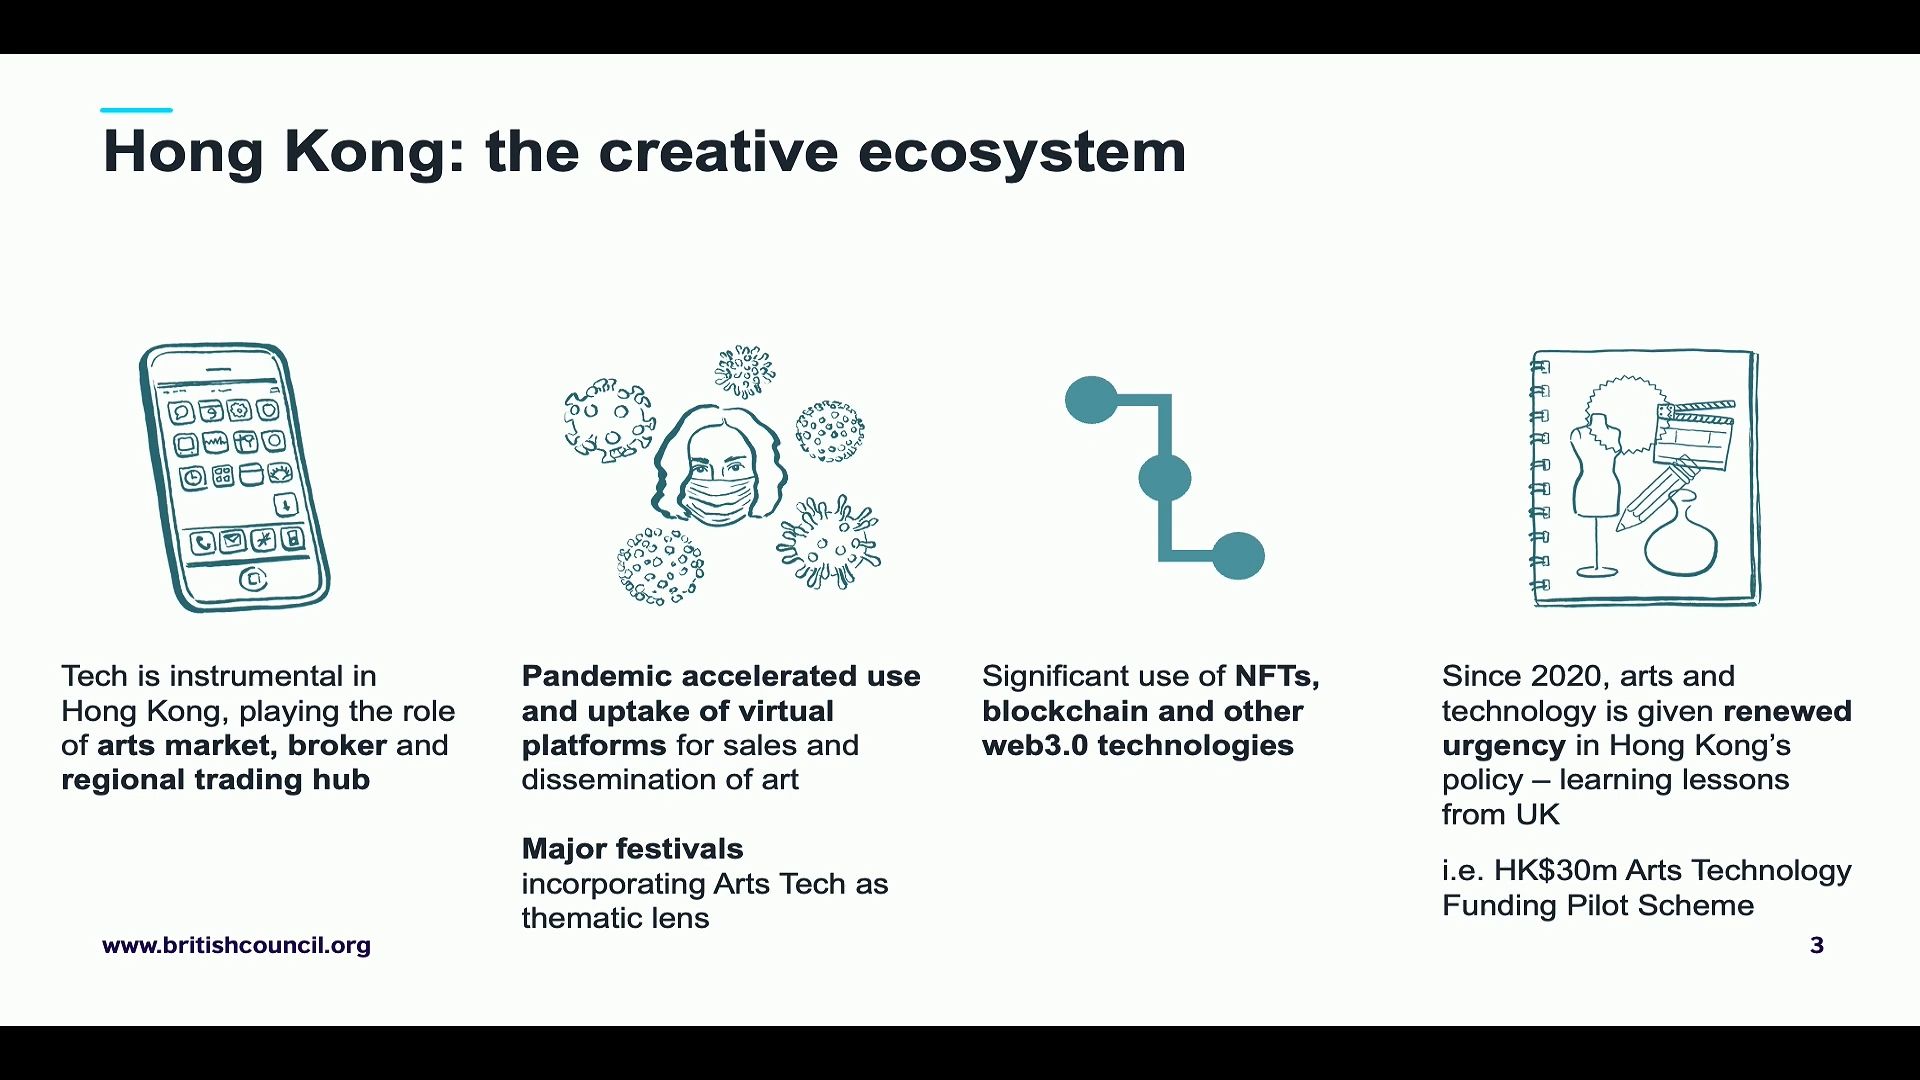 Hong Kong: the creative ecosystem
Tech is instrumental in
Hong Kong, playing the role
of arts market, broker and
regional trading hub
Pandemic accelerated use
and uptake of virtual
platforms for sales and
dissemination of art
Major festivals
incorporating Arts Tech as
thematic lens
Significant use of NFTs,
blockchain and other
web3.0 technologies
Since 2020, arts and
technology is given renewed
urgency in Hong Kong’s
policy – learning lessons
from UK
i.e. HK$30m Arts Technology
Funding Pilot Scheme
www.britishcouncil.org
3